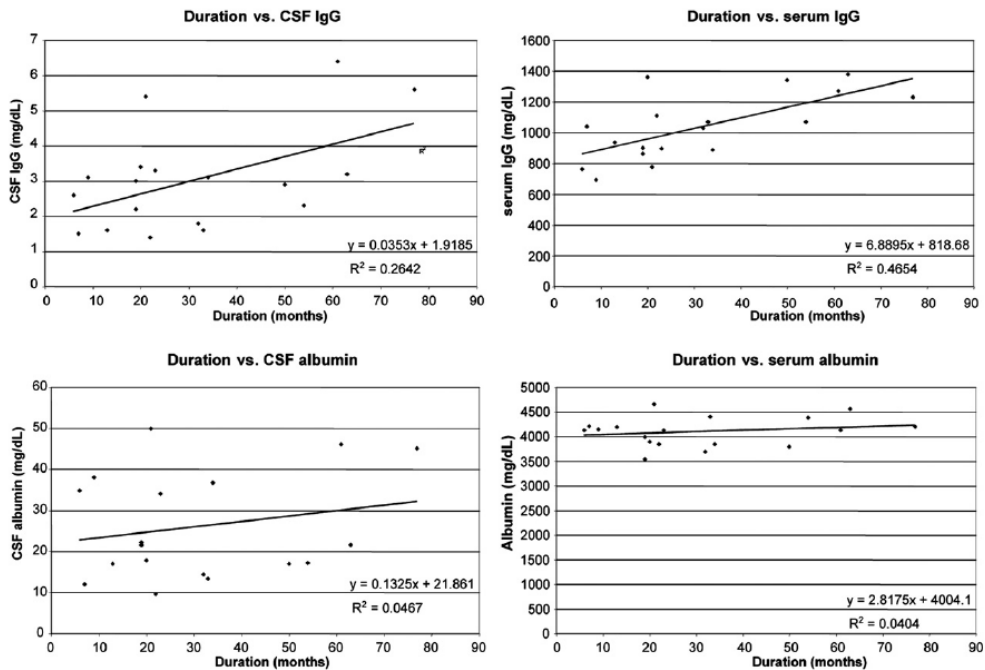 Duration vs. CSF IgG
7
6
5
4
3
2
1
0
CSF IgG (mg/dL)
R²
y = 0.0353x + 1.9185
R² = 0.2642
0 10 20 30 40 50 60 70 80 90
Duration (months)
Duration vs. serum IgG
1600
1400
1200
1000
800
600
400
200
0
serum IgG (mg/dL)
y = 6.8895x + 818.68
R² = 0.4654
0 10 20 30 40 50 60 70 80 90
Duration (months)
Duration vs. CSF albumin
60
50
40
30
20
10
0
CSF albumin (mg/dL)
y = 0.1325x + 21.861
R² = 0.0467
0 10 20 30 40 50 60 70 80 90
Duration (months)
Duration vs. serum albumin
5000
4500
4000
3500
3000
2500
2000
1500
1000
500
0
Albumin (mg/dL)
y = 2.8175x + 4004.1
R² = 0.0404
0 10 20 30 40 50 60 70 80 90
Duration (months)